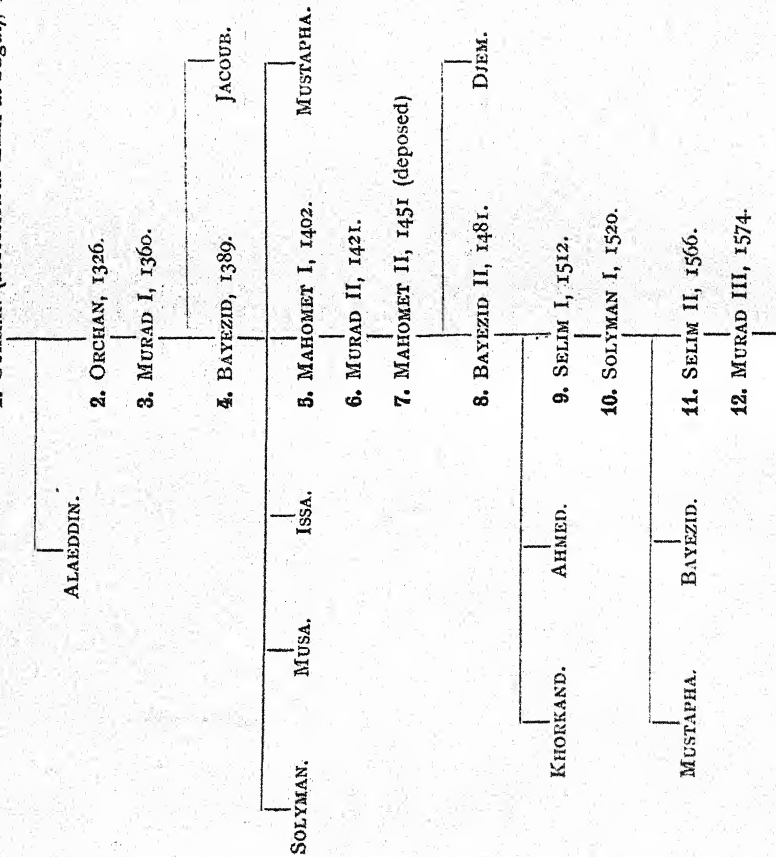 ALAEDDIN.
2. ORCHAN, 1326.
3. MURAD I, 1360.
4. BAYEZID, 1389. JACOUB.
SOLYMAN. MUSA. ISSA. 5. MAHOMET I, 1402. MUSTAPHA.
6. MURAD II, 1421.
7. MAHOMET II, 1451 (deposed)
8. BAYEZID II, 1481. DJEM.
KHORKAND. AHMED. 9. SELIM I, 1512.
10. SOLYMAN I, 1520.
MUSTAPHA. BAYEZID. 11. SELIM II, 1566.
12. MURAD III, 1574.